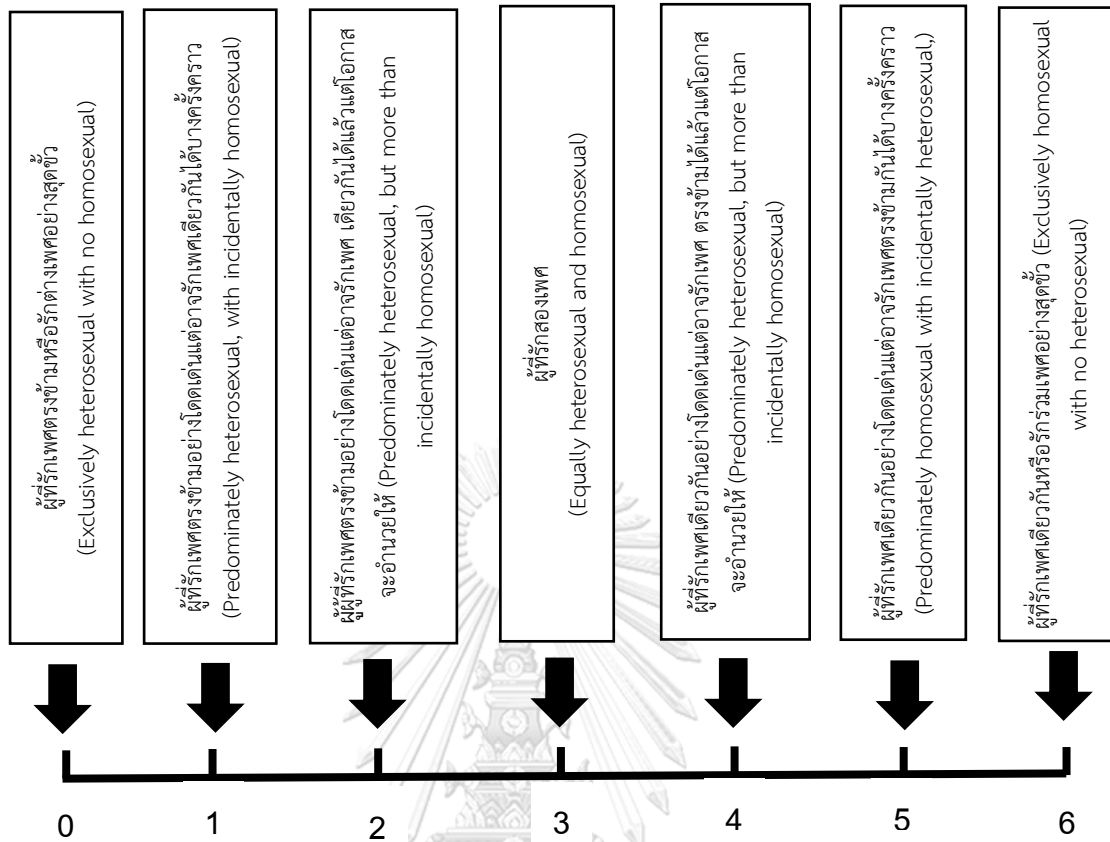 ผู้ที่รักเพศตรงข้ามหรือรักต่างเพศอย่างสุดขั้ว
(Exclusively heterosexual with no homosexual)
ผู้ที่รักเพศตรงข้ามอย่างโดดเด่นแต่อาจรักเพศเดียวกันได้บางครั้งคราว
(Predominately heterosexual, with incidentally homosexual)
ผู้ผู้ที่รักเพศตรงข้ามอย่างโดดเด่นแต่อาจรักเพศ เดียวกันได้แล้วแต่โอกาส
จะอำนวยให้ (Predominately heterosexual, but more than
incidentally homosexual)
ผู้ที่รักสองเพศ
(Equally heterosexual and homosexual)
ผู้ที่รักเพศเดียวกันอย่างโดดเด่นแต่อาจรักเพศ ตรงข้ามได้แล้วแต่โอกาส
จะอำนวยให้ (Predominately heterosexual, but more than
incidentally homosexual)
ผู้ที่รักเพศเดียวกันอย่างโดดเด่นแต่อาจรักเพศตรงข้ามกันได้บางครั้งคราว
(Predominately homosexual with incidentally heterosexual,)
ผู้ที่รักเพศเดียวกันหรือรักร่วมเพศอย่างสุดขั้ว (Exclusively homosexual
with no heterosexual)
0 1 2 3 4 5 6